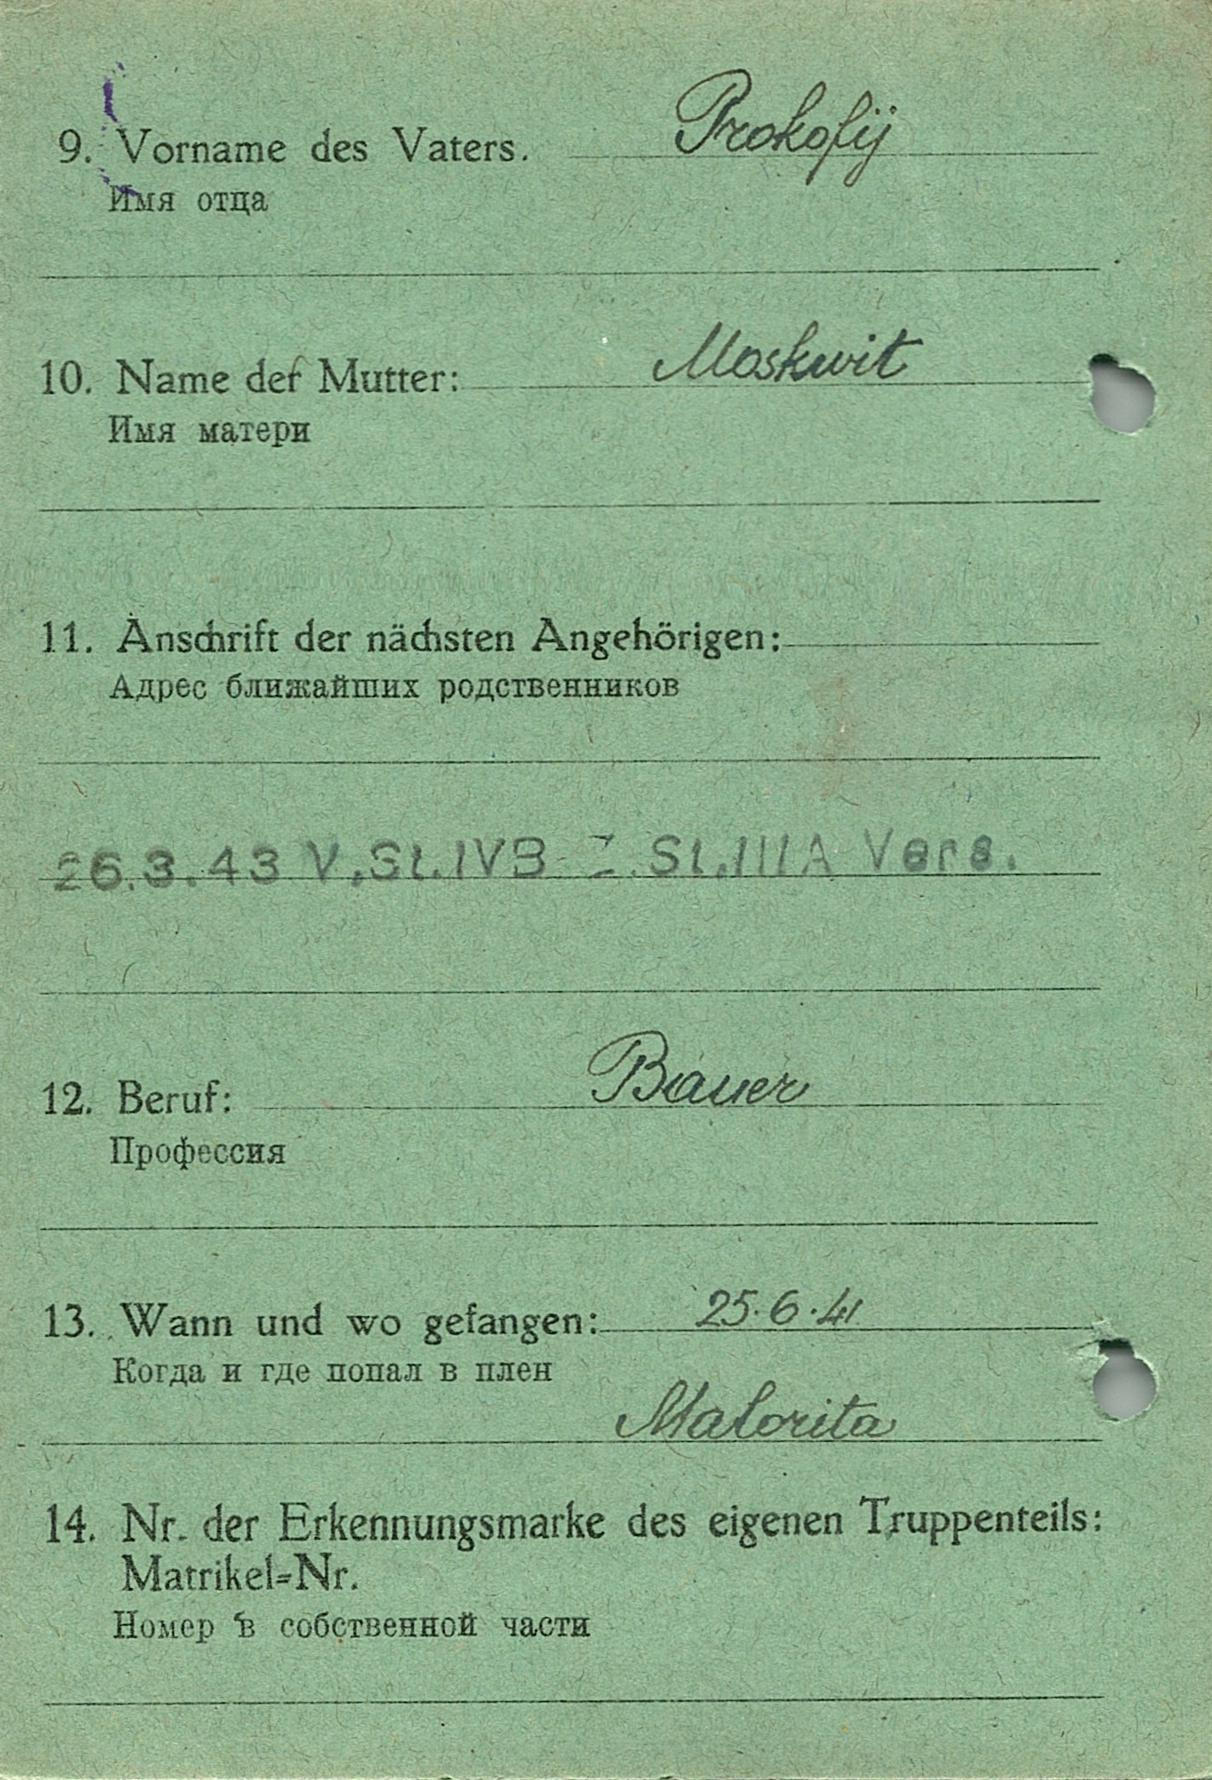 9. Vorname des Vaters. Prokofij
Имя отца
10. Name der Mutter: Moskwit
Имя матери
11. Anschrift der nächsten Angehörigen:
Адрес ближайших родственников
26.3.43 V.St.IVB Z.St.IIIA Vers.
12. Beruf: Bauer
Профессия
13. Wann und wo gefangen: 25.6.41
Когда и где попал в плен
Malorita
14. Nr. der Erkennungsmarke des eigenen Truppenteils:
Matrikel=Nr.
Номер в собственной части